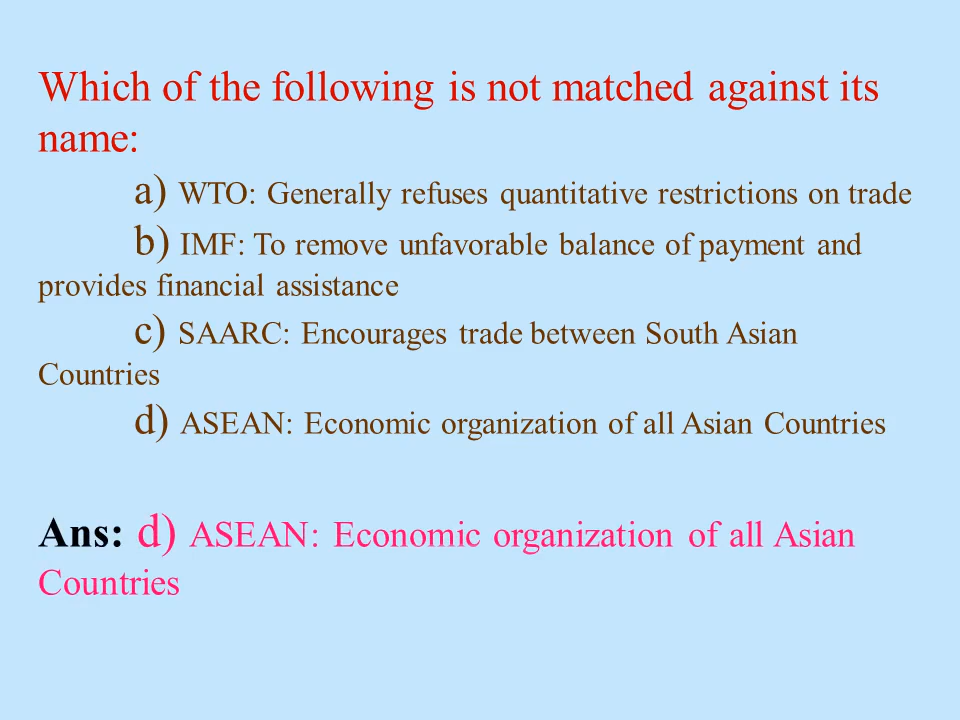 Which of the following is not matched against its
name:
a) WTO: Generally refuses quantitative restrictions on trade
b) IMF: To remove unfavorable balance of payment and
provides financial assistance
c) SAARC: Encourages trade between South Asian
Countries
d) ASEAN: Economic organization of all Asian Countries
Ans: d) ASEAN: Economic organization of all Asian
Countries